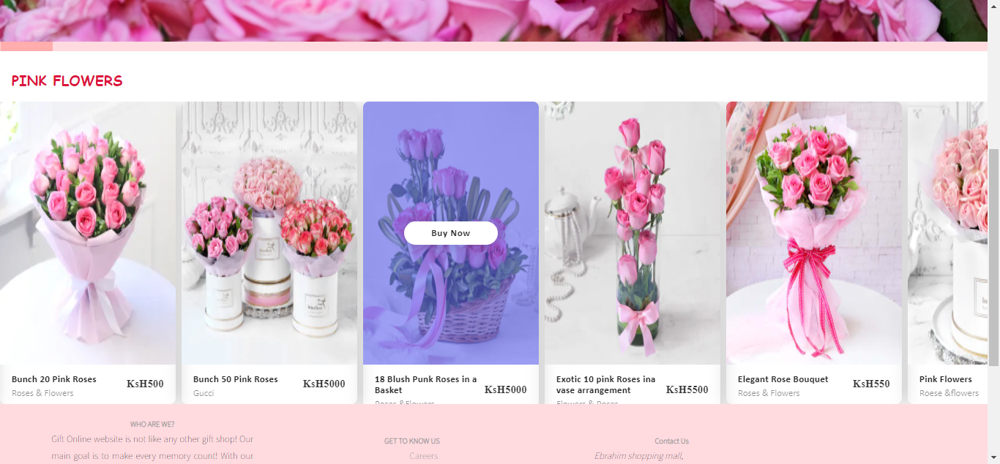 PINK FLOWERS
Buy Now
Bunch 20 Pink Roses
KsH500
Roses & Flowers
Bunch 50 Pink Roses
KsH5000
Gucci
18 Blush Punk Roses in a
Basket
KsH5000
Roses &Flowers
Exotic 10 pink Roses ina
vase arrangement
KsH5500
Flowers & Roses
Elegant Rose Bouquet
KsH550
Roses & Flowers
Pink Flowers
Roese &flowers
WHO ARE WE?
Gift Online website is not like any other gift shop! Our
main goal is to make every memory count! With our
GET TO KNOW US
Careers
Contact Us
Ebrahim shopping mall,